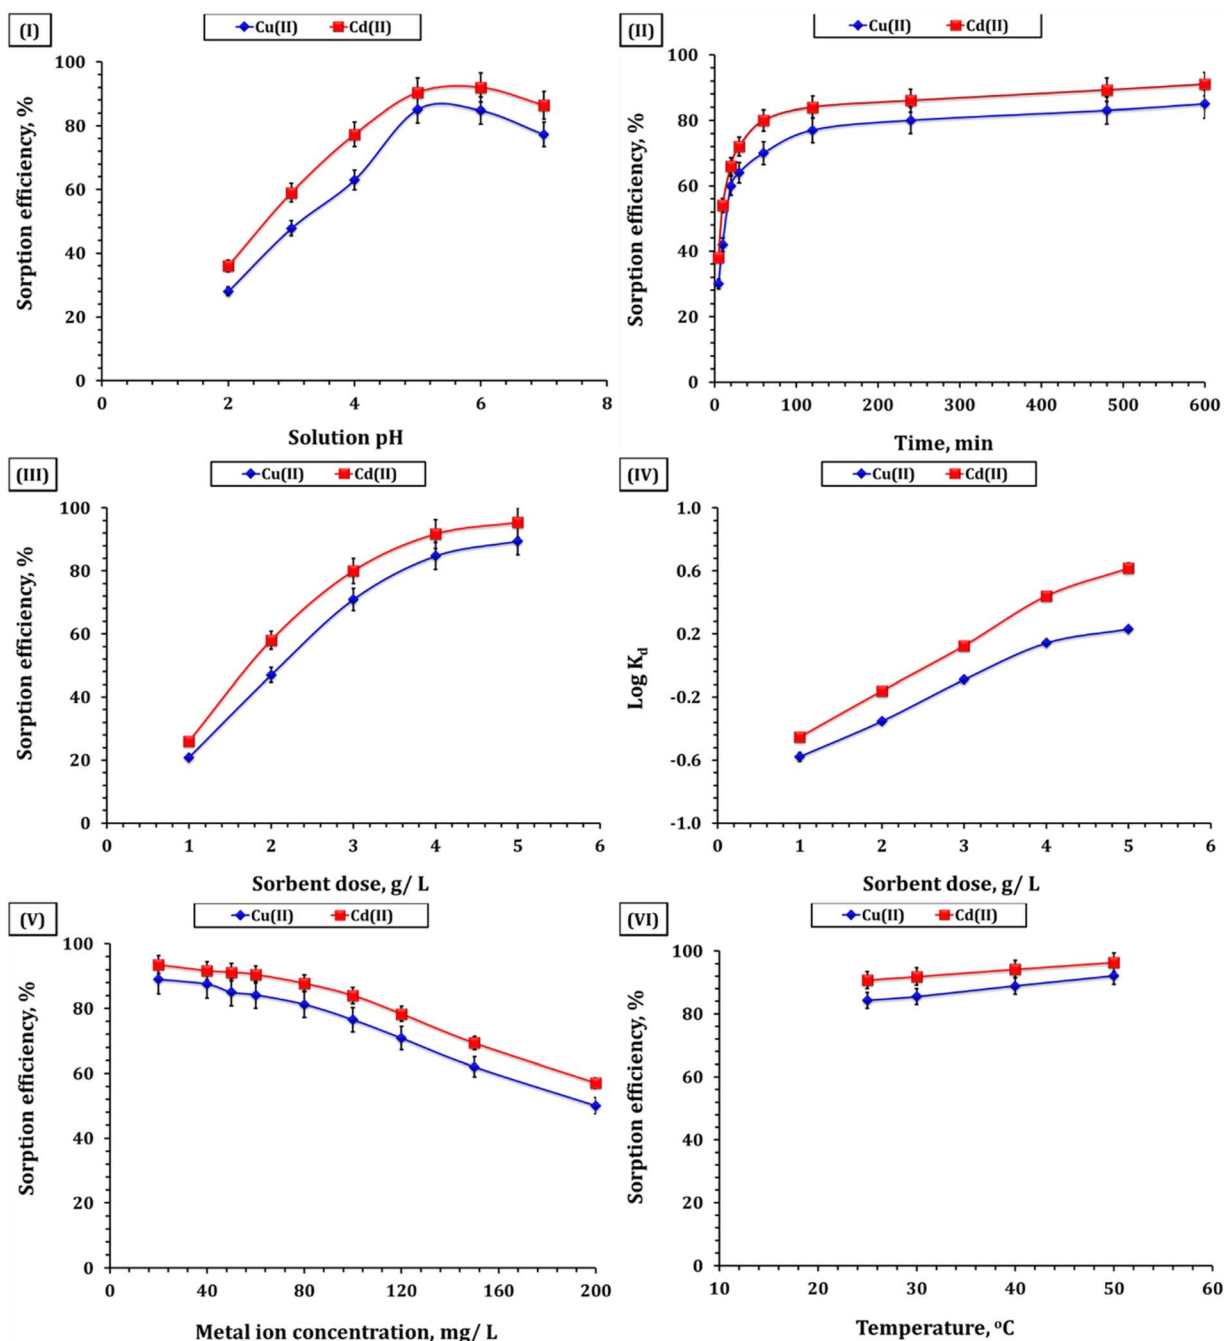 (I)
Cu(II) Cd(II)
100
80
60
40
20
0
Sorption efficiency, %
0 2 4 6 8
Solution pH
(II)
Cu(II) Cd(II)
100
80
60
40
20
0
Sorption efficiency, %
0 100 200 300 400 500 600
Time, min
(III)
Cu(II) Cd(II)
100
80
60
40
20
0
Sorption efficiency, %
0 1 2 3 4 5 6
Sorbent dose, g/ L
(IV)
Cu(II) Cd(II)
1.0
0.6
0.2
-0.2
-0.6
-1.0
Log Kd
0 1 2 3 4 5 6
Sorbent dose, g/ L
(V)
Cu(II) Cd(II)
100
80
60
40
20
0
Sorption efficiency, %
0 40 80 120 160 200
Metal ion concentration, mg/ L
(VI)
Cu(II) Cd(II)
100
80
60
40
20
0
Sorption efficiency, %
10 20 30 40 50 60
Temperature, °C